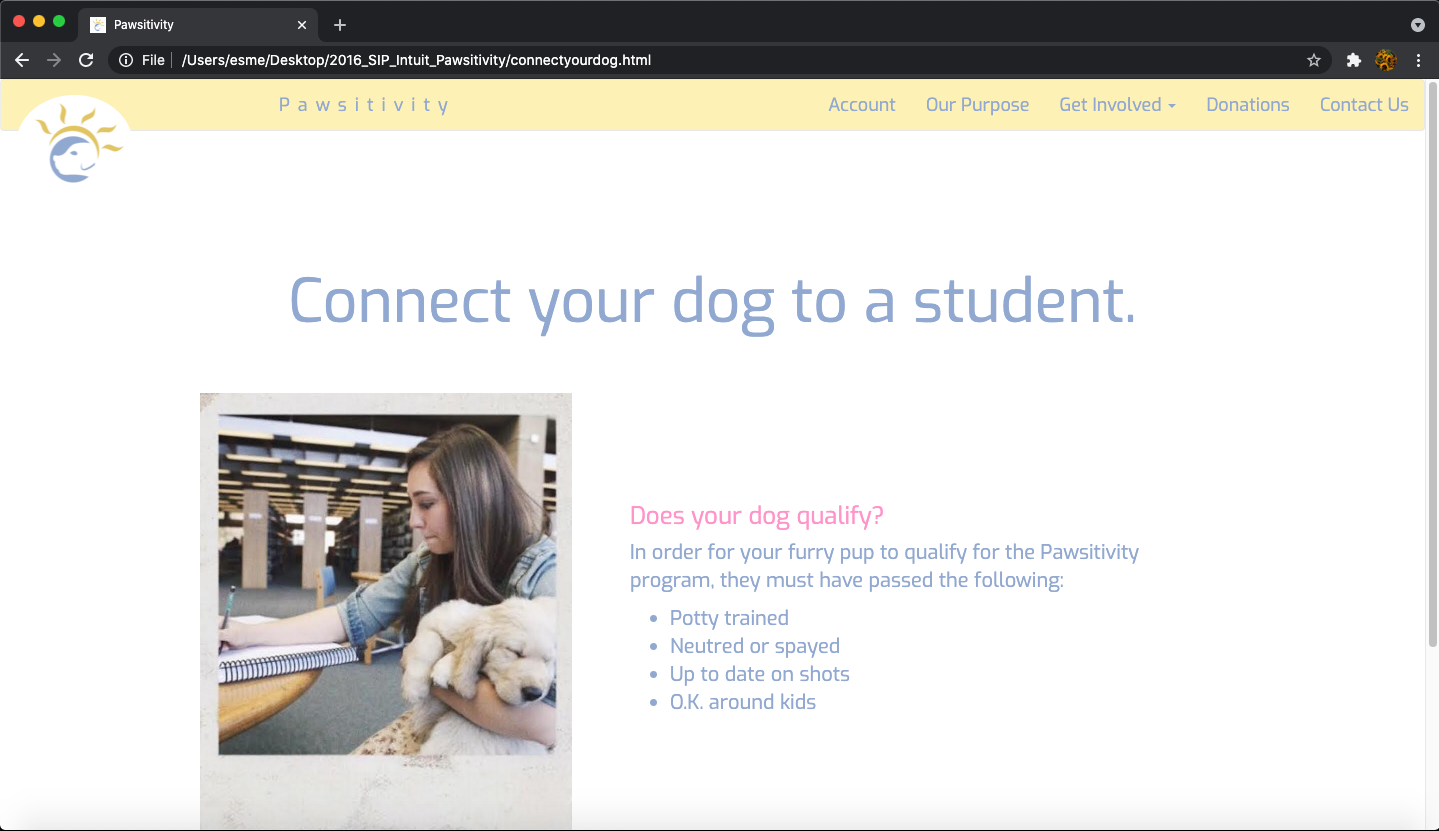 Pawsitivity
File /Users/esme/Desktop/2016_SIP_Intuit_Pawsitivity/connectyourdog.html
Pawsitivity Account Our Purpose Get Involved Donations Contact Us
Connect your dog to a student.
Does your dog qualify?
In order for your furry pup to qualify for the Pawsitivity
program, they must have passed the following:
• Potty trained
• Neutred or spayed
• Up to date on shots
• O.K. around kids